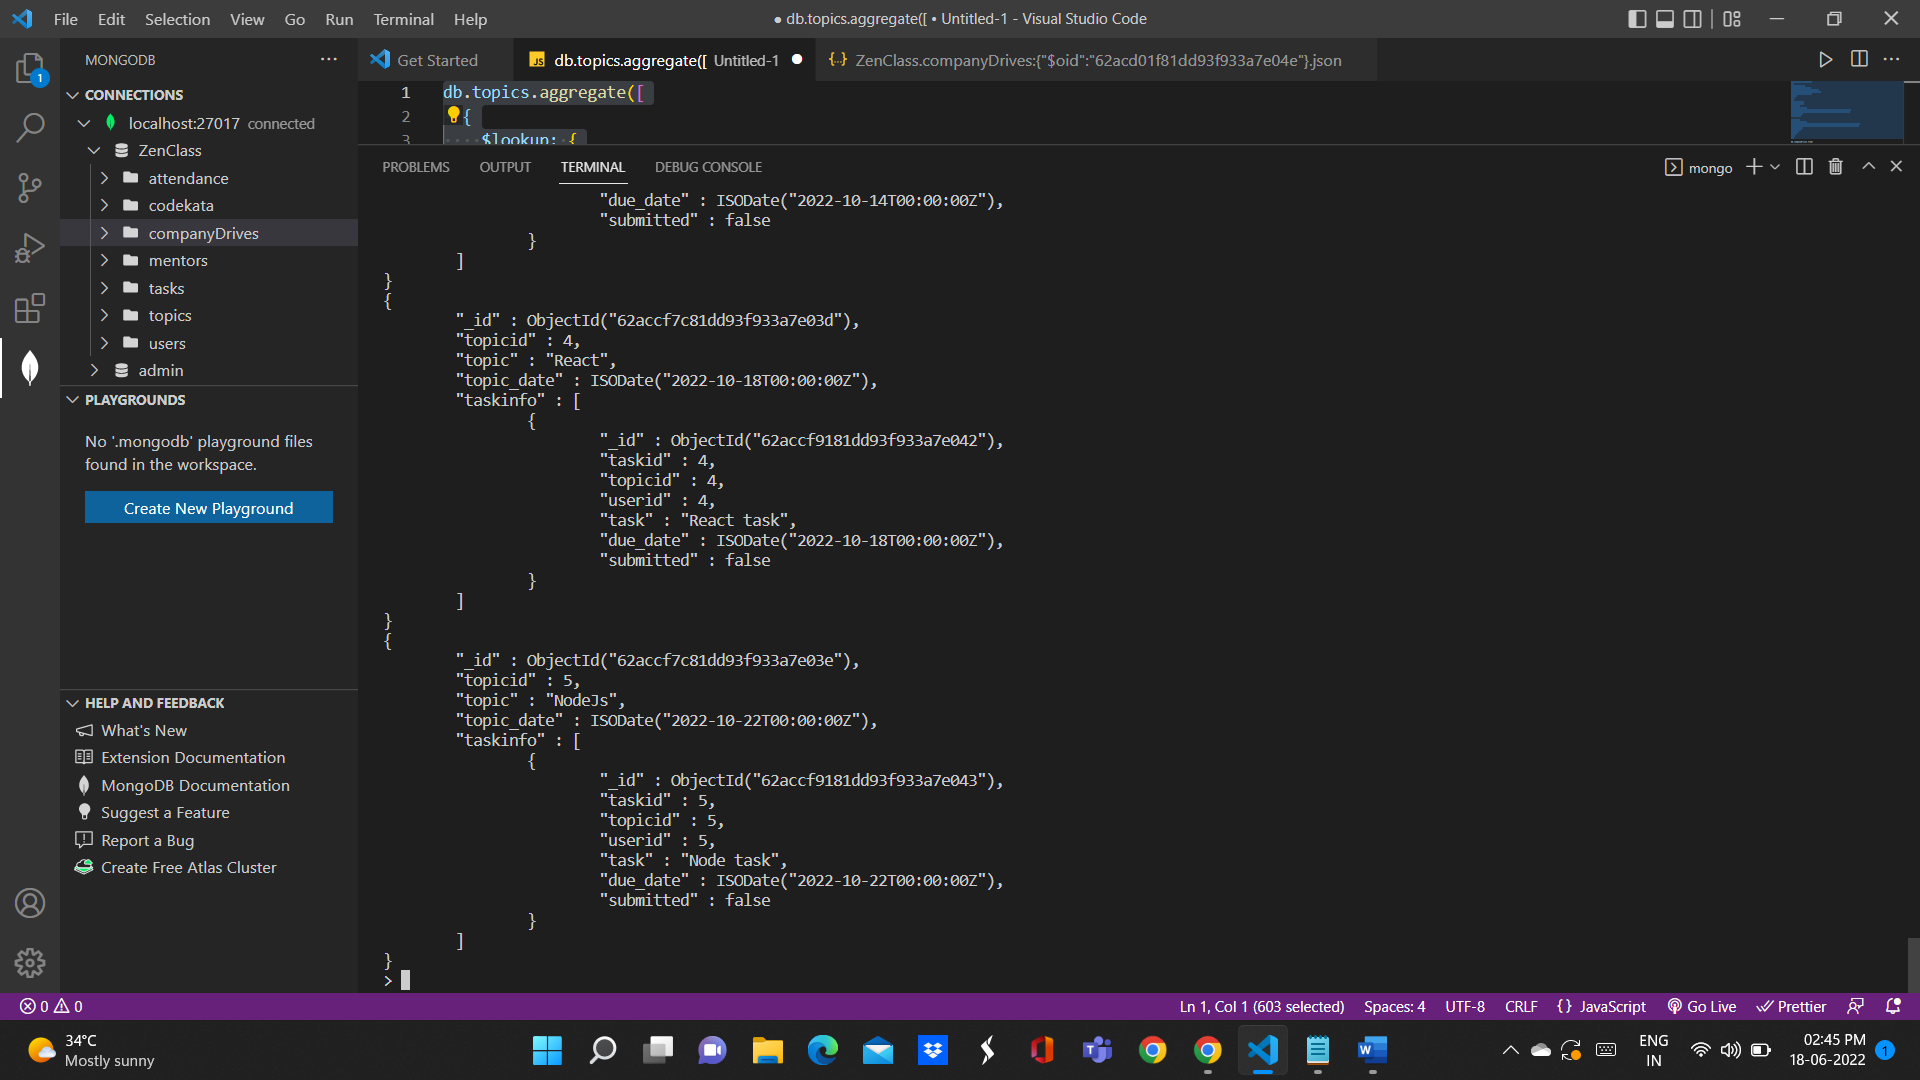 File Edit Selection View Go Run Terminal Help
● db.topics.aggregate([ • Untitled-1 - Visual Studio Code
MONGODB
Get Started
JS db.topics.aggregate([ Untitled-1 ●
{··} ZenClass.companyDrives:{"$oid":"62acd01f81dd93f933a7e04e"}.json
1
CONNECTIONS
localhost:27017 connected
ZenClass
attendance
codekata
companyDrives
mentors
tasks
topics
users
admin
PLAYGROUNDS
No '.mongodb' playground files
found in the workspace.
Create New Playground
HELP AND FEEDBACK
What's New
Extension Documentation
MongoDB Documentation
Suggest a Feature
Report a Bug
Create Free Atlas Cluster
1 db.topics.aggregate([
2 {
3 ····$lookup: {
PROBLEMS OUTPUT TERMINAL DEBUG CONSOLE
mongo
"due_date" : ISODate("2022-10-14T00:00:00Z"),
"submitted" : false
}
]
}
{
"_id" : ObjectId("62accf7c81dd93f933a7e03d"),
"topicid" : 4,
"topic" : "React",
"topic_date" : ISODate("2022-10-18T00:00:00Z"),
"taskinfo" : [
{
"_id" : ObjectId("62accf9181dd93f933a7e042"),
"taskid" : 4,
"topicid" : 4,
"userid" : 4,
"task" : "React task",
"due_date" : ISODate("2022-10-18T00:00:00Z"),
"submitted" : false
}
]
}
{
"_id" : ObjectId("62accf7c81dd93f933a7e03e"),
"topicid" : 5,
"topic" : "NodeJs",
"topic_date" : ISODate("2022-10-22T00:00:00Z"),
"taskinfo" : [
{
"_id" : ObjectId("62accf9181dd93f933a7e043"),
"taskid" : 5,
"topicid" : 5,
"userid" : 5,
"task" : "Node task",
"due_date" : ISODate("2022-10-22T00:00:00Z"),
"submitted" : false
}
]
}
>
0 0
Ln 1, Col 1 (603 selected) Spaces: 4 UTF-8 CRLF {} JavaScript Go Live Prettier
34°C
Mostly sunny
ENG
IN
02:45 PM
18-06-2022
1